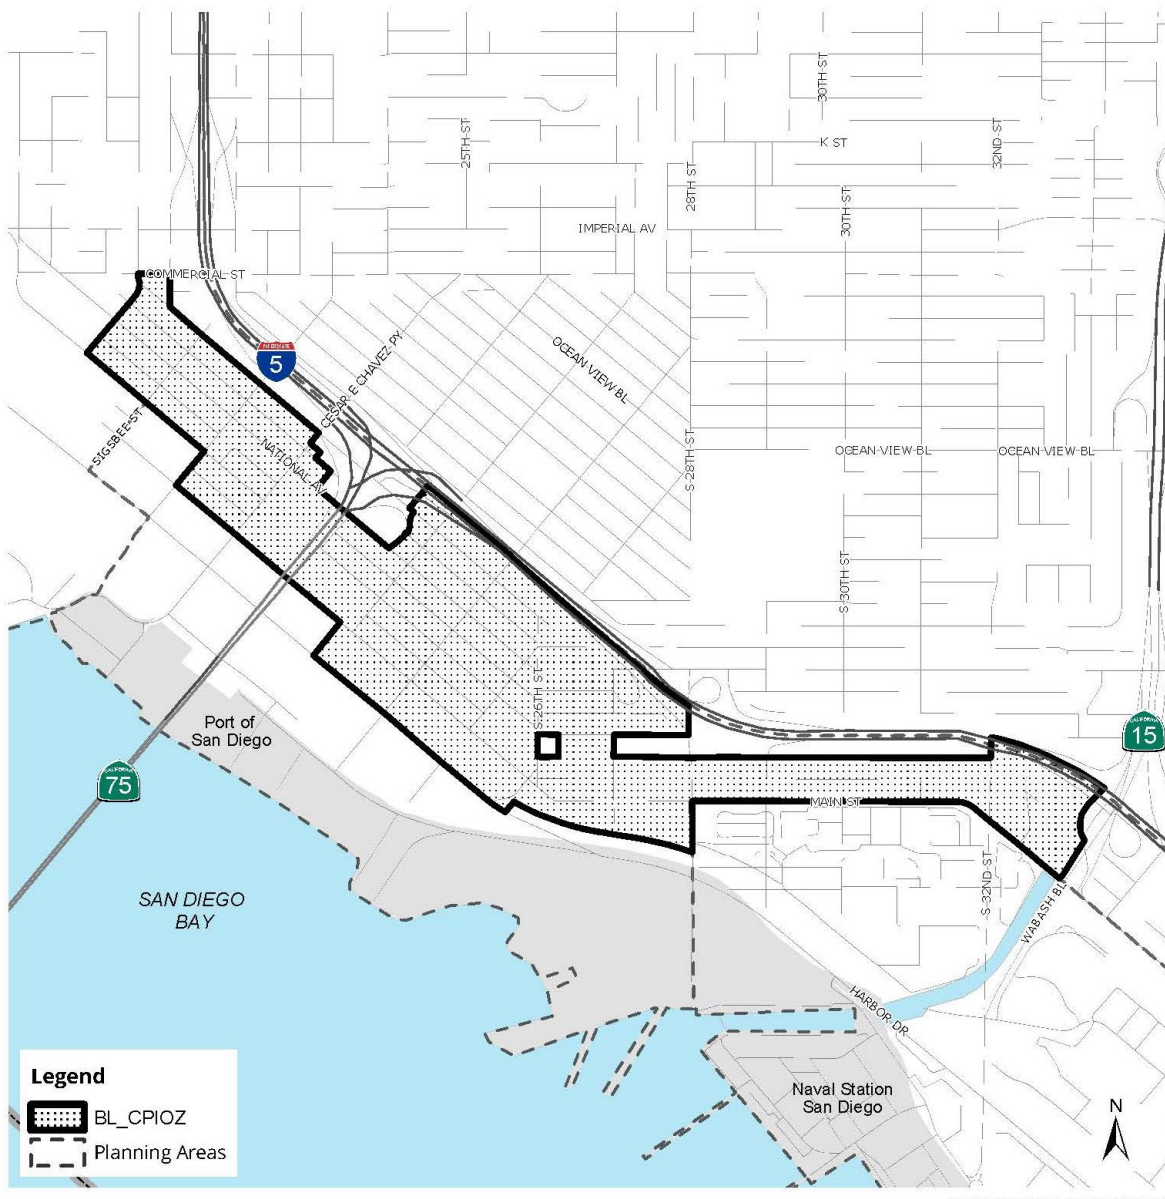 30TH ST
25TH ST
K ST
32ND ST
28TH ST
30TH ST
IMPERIAL AV
COMMERCIAL ST
INTERSTATE
5
CESAR E CHAVEZ PY
OCEAN VIEW BL
SIGSBEE ST
NATIONAL AV
S 28TH ST
OCEAN VIEW BL
OCEAN VIEW BL
S 30TH ST
S 26TH ST
Port of
San Diego
CALIFORNIA
15
CALIFORNIA
75
MAIN ST
SAN DIEGO
BAY
S 32ND ST
WABASH BL
HARBOR DR
Naval Station
San Diego
Legend
BL_CPIOZ
Planning Areas
N